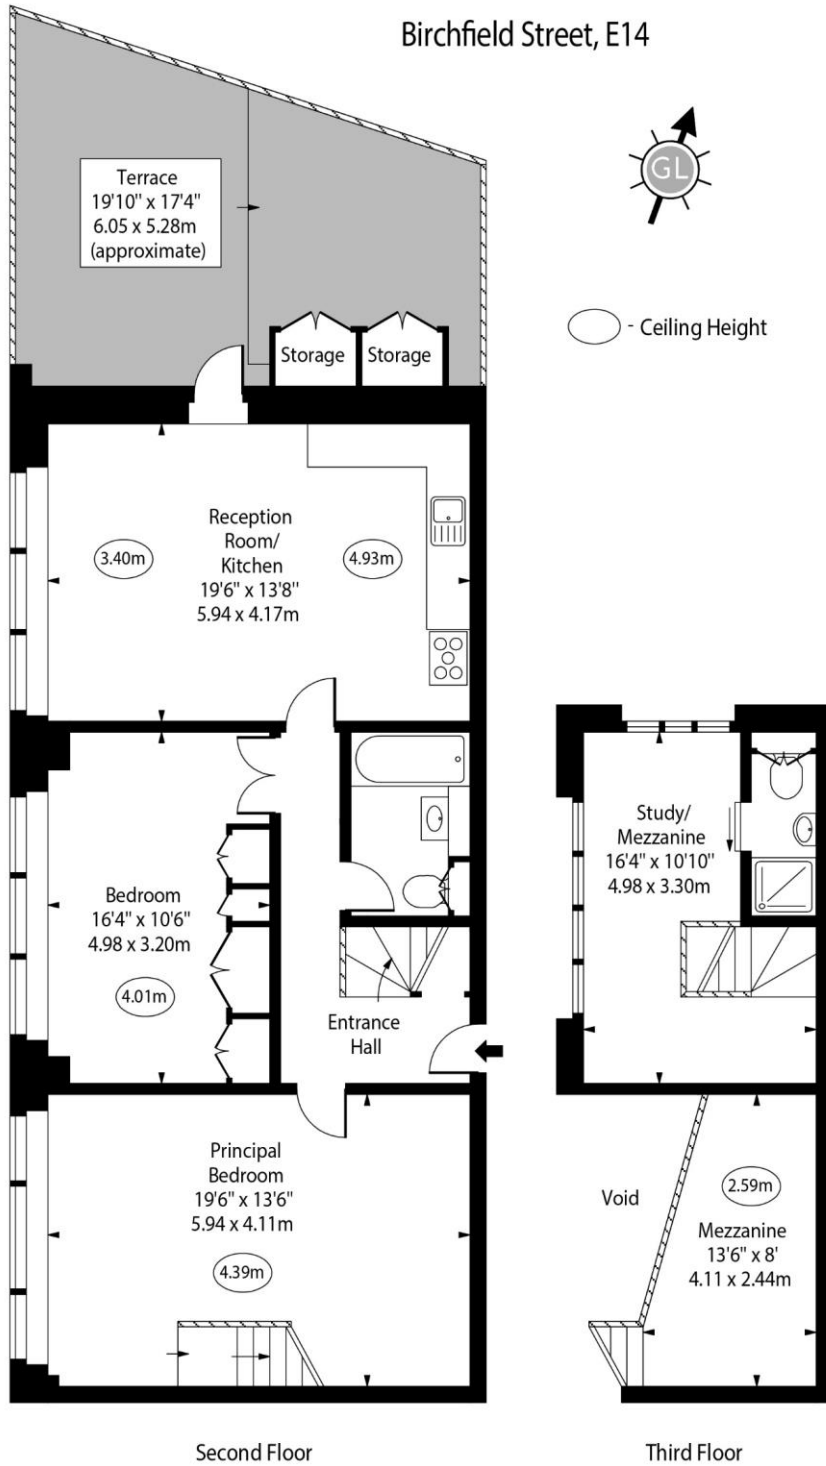 Birchfield Street, E14
GL
Terrace
19'10" x 17'4"
6.05 x 5.28m
(approximate)
- Ceiling Height
Storage
Storage
Reception
Room/
Kitchen
19'6" x 13'8"
5.94 x 4.17m
3.40m
4.93m
Bedroom
16'4" x 10'6"
4.98 x 3.20m
4.01m
Entrance
Hall
Principal
Bedroom
19'6" x 13'6"
5.94 x 4.11m
4.39m
Second Floor
Study/
Mezzanine
16'4" x 10'10"
4.98 x 3.30m
Void
2.59m
Mezzanine
13'6" x 8'
4.11 x 2.44m
Third Floor